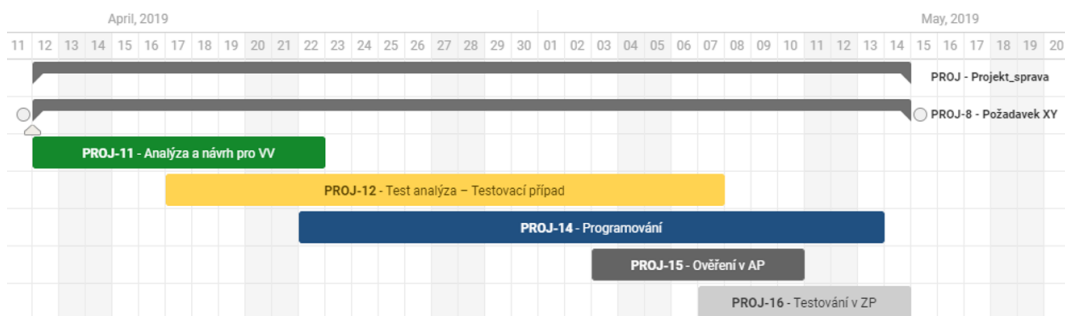 April, 2019 May, 2019
11 12 13 14 15 16 17 18 19 20 21 22 23 24 25 26 27 28 29 30 01 02 03 04 05 06 07 08 09 10 11 12 13 14 15 16 17 18 19 20
PROJ - Projekt_sprava
PROJ-8 - Požadavek XY
PROJ-11 - Analýza a návrh pro VV
PROJ-12 - Test analýza – Testovací případ
PROJ-14 - Programování
PROJ-15 - Ověření v AP
PROJ-16 - Testování v ZP